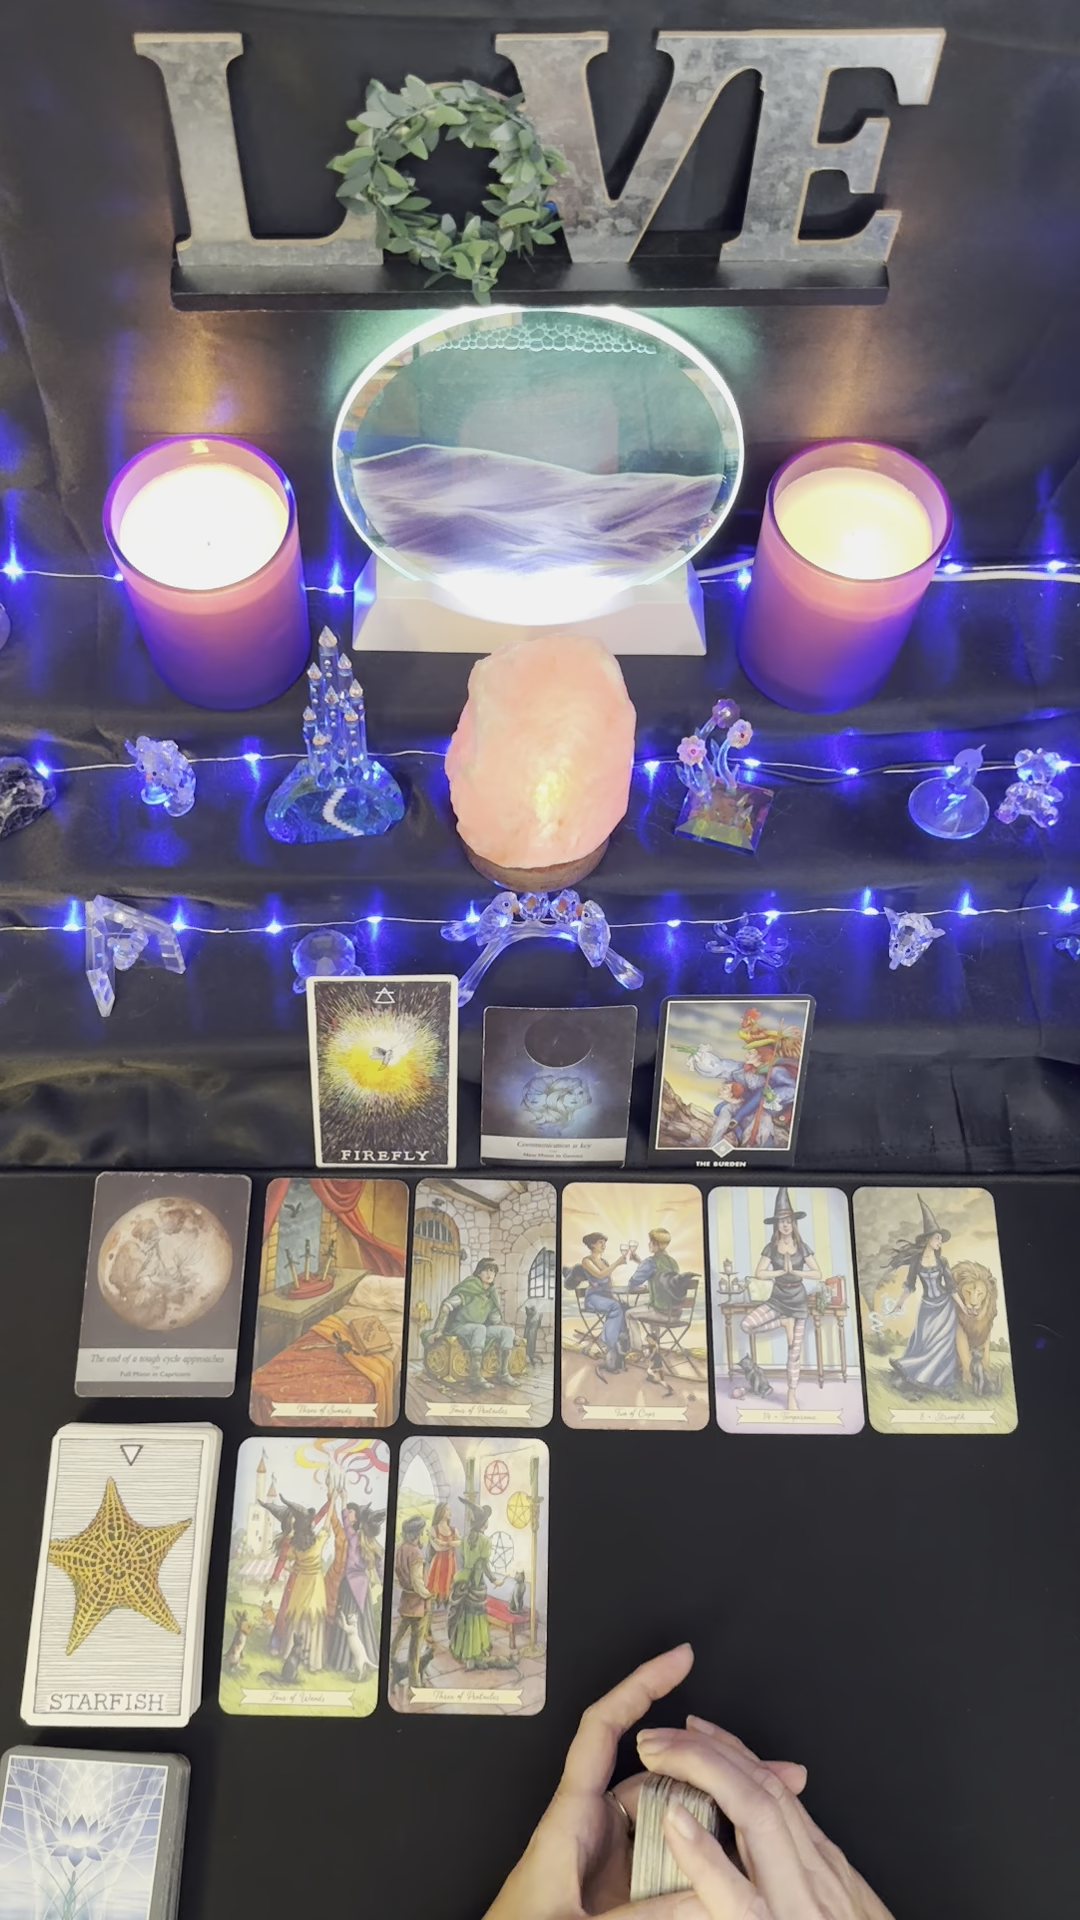 LOVE
FIREFLY
Communication is key
New Moon in Gemini
THE BURDEN
The end of a tough cycle approaches
Full Moon in Capricorn
Three of Swords
Four of Pentacles
Two of Cups
14 - Temperance
8 - Strength
STARFISH
Four of Wands
Three of Pentacles